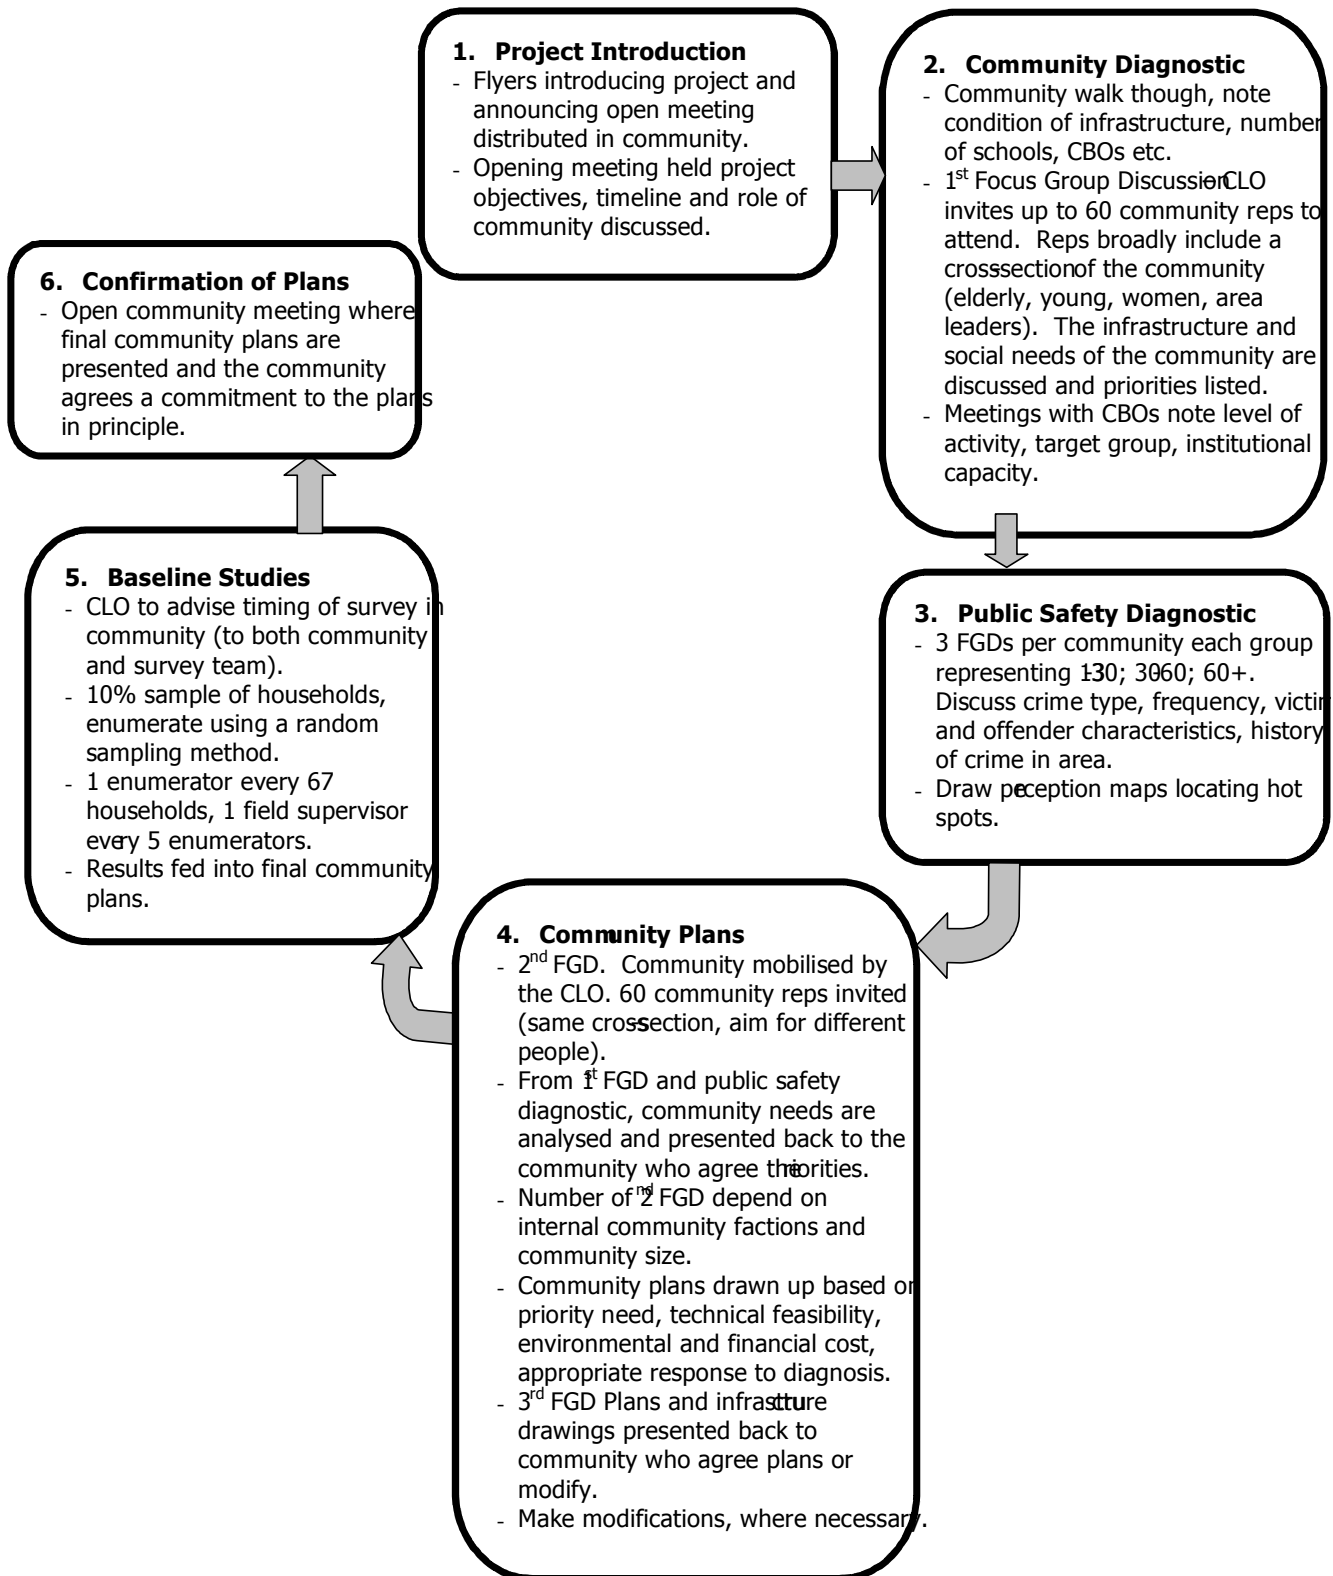 1. Project Introduction
- Flyers introducing project and
announcing open meeting
distributed in community.
- Opening meeting held project
objectives, timeline and role of
community discussed.
2. Community Diagnostic
- Community walk though, note
condition of infrastructure, number
of schools, CBOs etc.
- 1st Focus Group Discussion – CLO
invites up to 60 community reps to
attend. Reps broadly include a
cross-section of the community
(elderly, young, women, area
leaders). The infrastructure and
social needs of the community are
discussed and priorities listed.
- Meetings with CBOs note level of
activity, target group, institutional
capacity.
3. Public Safety Diagnostic
- 3 FGDs per community each group
representing 30-60; 60+.
Discuss crime type, frequency, victim
and offender characteristics, history
of crime in area.
- Draw perception maps locating hot
spots.
4. Community Plans
- 2nd FGD. Community mobilised by
the CLO. 60 community reps invited
(same cross-section, aim for different
people).
- From 1st FGD and public safety
diagnostic, community needs are
analysed and presented back to the
community who agree
- Number of 2nd FGD depend on
internal community factions and
community size.
- Community plans drawn up based on
priority need, technical feasibility,
environmental and financial cost,
appropriate response to diagnosis.
- 3rd FGD Plans and infrastructure
drawings presented back to
community who agree plans or
modify.
- Make modifications, where necessary.
5. Baseline Studies
- CLO to advise timing of survey in
community (to both community
and survey team).
- 10% sample of households,
enumerate using a random
sampling method.
- 1 enumerator every 67
households, 1 field supervisor
every 5 enumerators.
- Results fed into final community
plans.
6. Confirmation of Plans
- Open community meeting where
final community plans are
presented and the community
agrees a commitment to the plans
in principle.